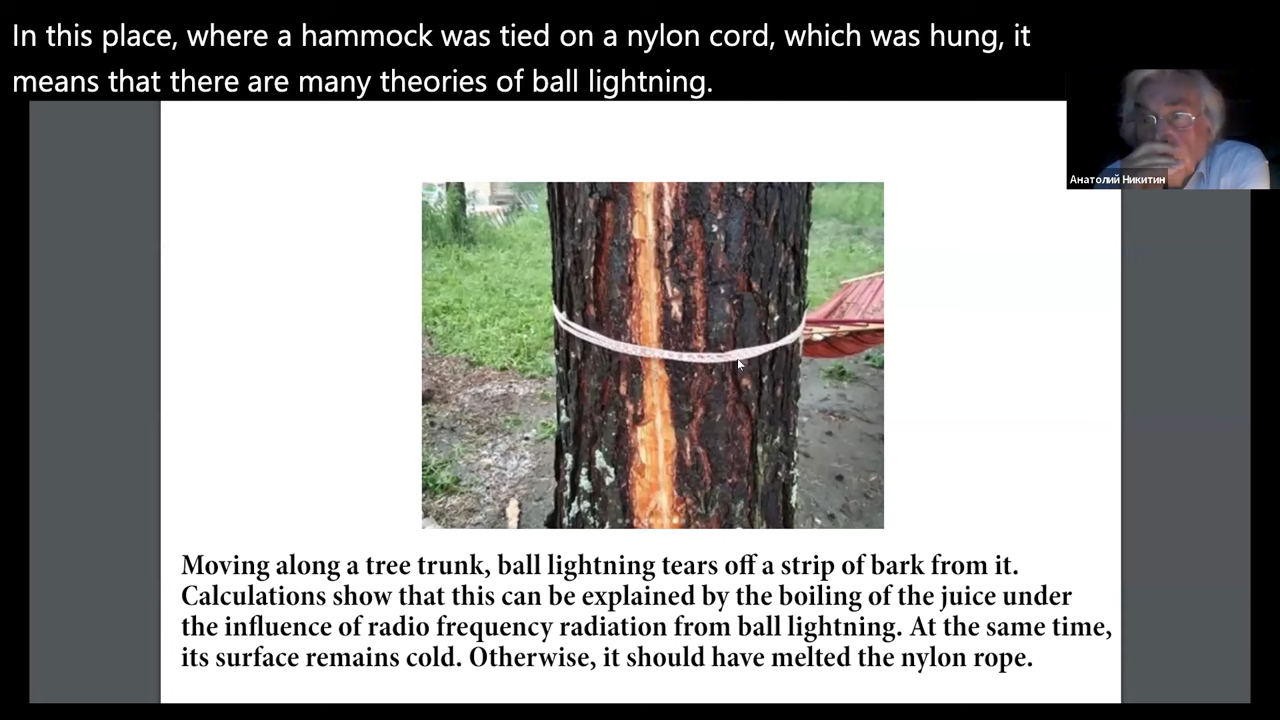 In this place, where a hammock was tied on a nylon cord, which was hung, it
means that there are many theories of ball lightning.
Анатолий Никитин
Moving along a tree trunk, ball lightning tears off a strip of bark from it.
Calculations show that this can be explained by the boiling of the juice under
the influence of radio frequency radiation from ball lightning. At the same time,
its surface remains cold. Otherwise, it should have melted the nylon rope.